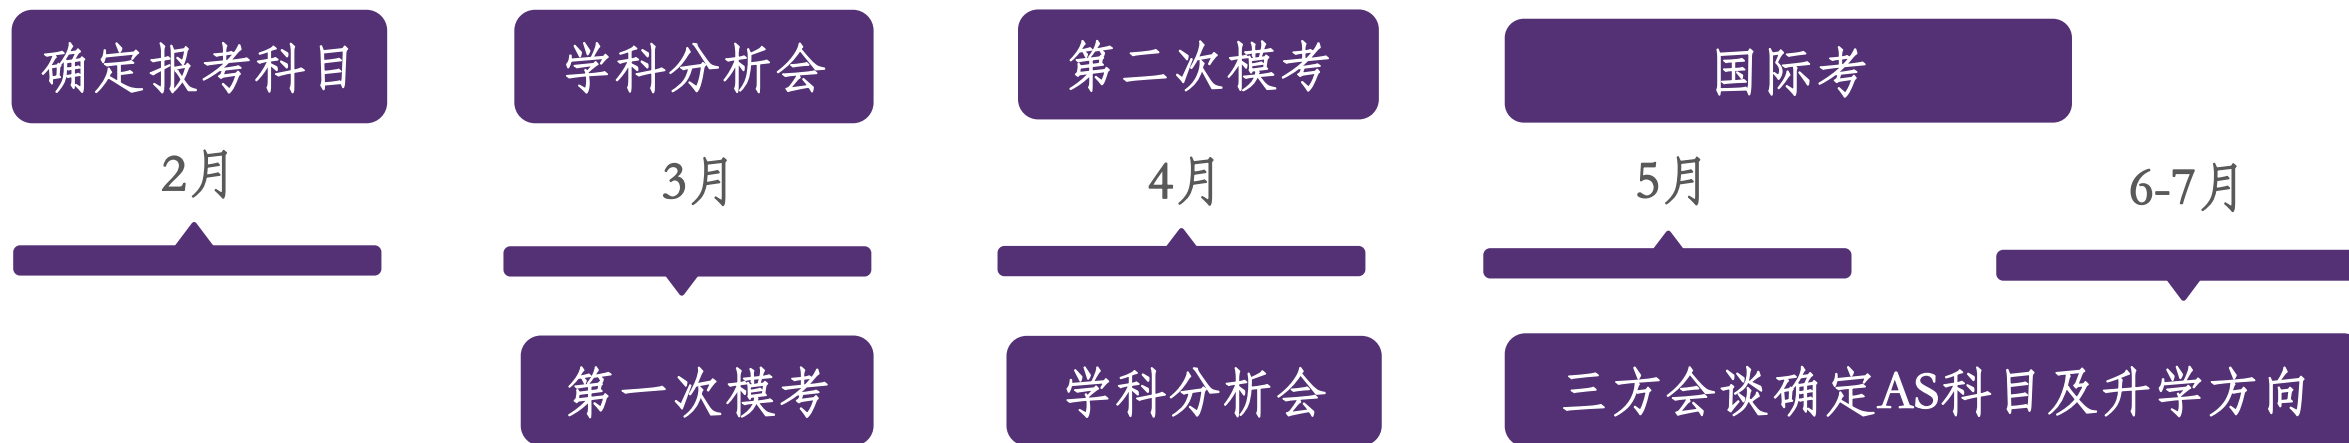 确定报考科目
学科分析会
第二次模考
国际考
2月
3月
4月
5月
6-7月
第一次模考
学科分析会
三方会谈确定AS科目及升学方向